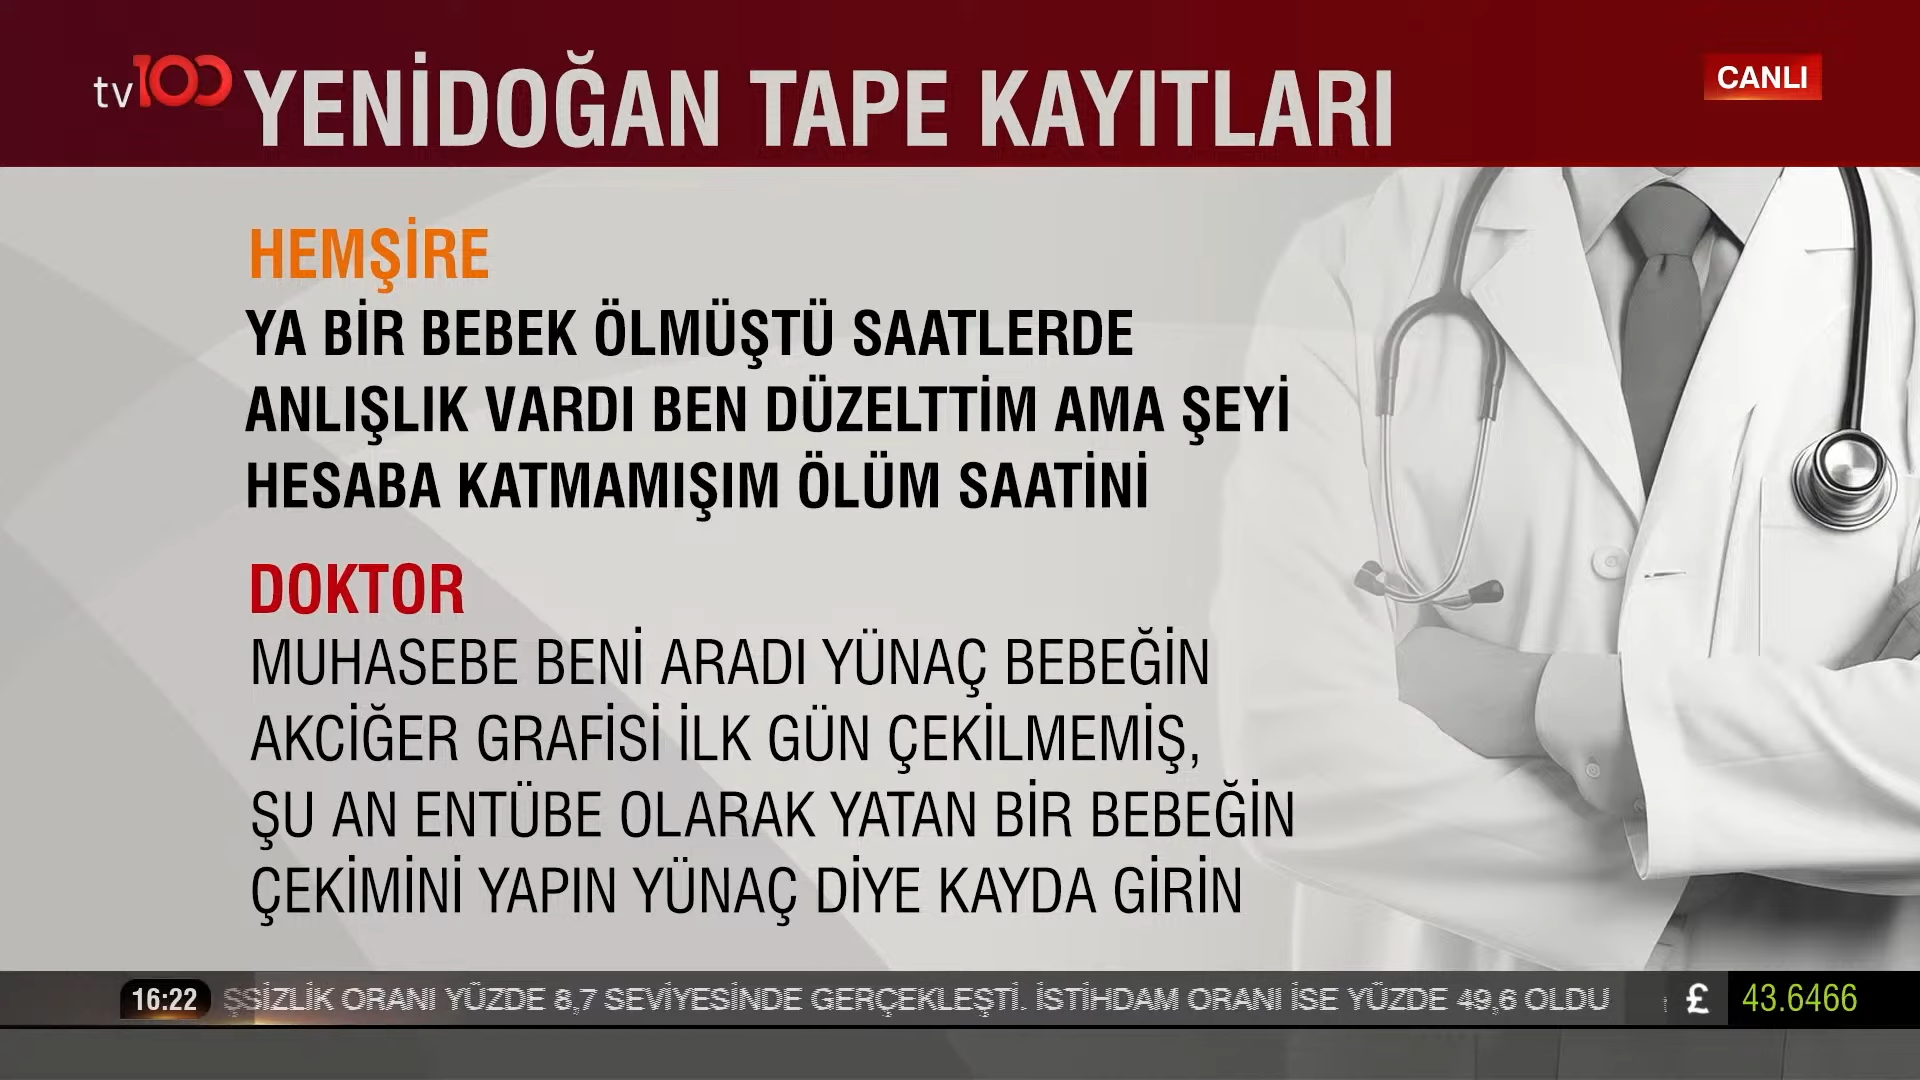 tv100
YENİDOĞAN TAPE KAYITLARI
CANLI
HEMŞİRE
YA BİR BEBEK ÖLMÜŞTÜ SAATLERDE
ANLIŞLIK VARDI BEN DÜZELTTİM AMA ŞEYİ
HESABA KATMAMIŞIM ÖLÜM SAATİNİ
DOKTOR
MUHASEBE BENİ ARADI YÜNAÇ BEBEĞİN
AKCİĞER GRAFİSİ İLK GÜN ÇEKİLMEMİŞ,
ŞU AN ENTÜBE OLARAK YATAN BİR BEBEĞİN
ÇEKİMİNİ YAPIN YÜNAÇ DİYE KAYDA GİRİN
16:22 ŞSİZLİK ORANI YÜZDE 8,7 SEVİYESİNDE GERÇEKLEŞTİ. İSTİHDAM ORANI İSE YÜZDE 49,6 OLDU £ 43.6466